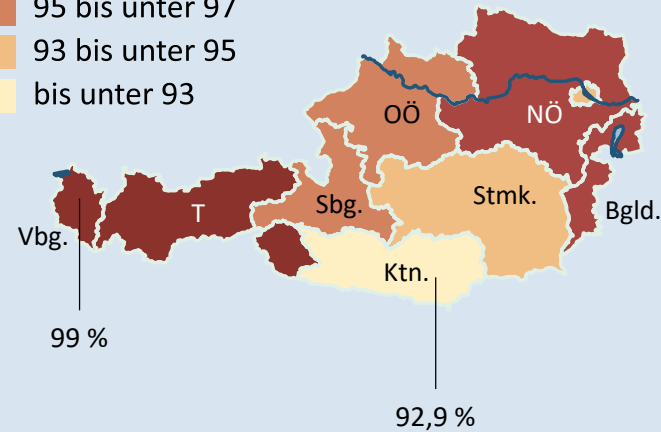 95 bis unter 97
93 bis unter 95
bis unter 93
OÖ
NÖ
Stmk.
Sbg.
T
Bgld.
Vbg.
Ktn.
99 %
92,9 %